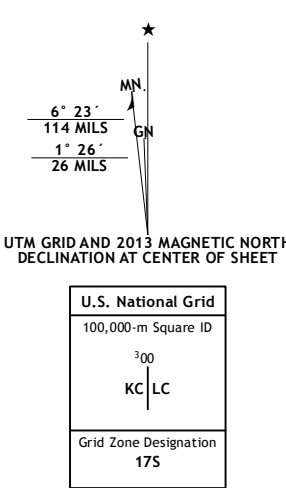 ★
MN.
6° 23´
114 MILS
GN
1° 26´
26 MILS
UTM GRID AND 2013 MAGNETIC NORTH
DECLINATION AT CENTER OF SHEET
U.S. National Grid
100,000-m Square ID
³00
KC LC
Grid Zone Designation
17S